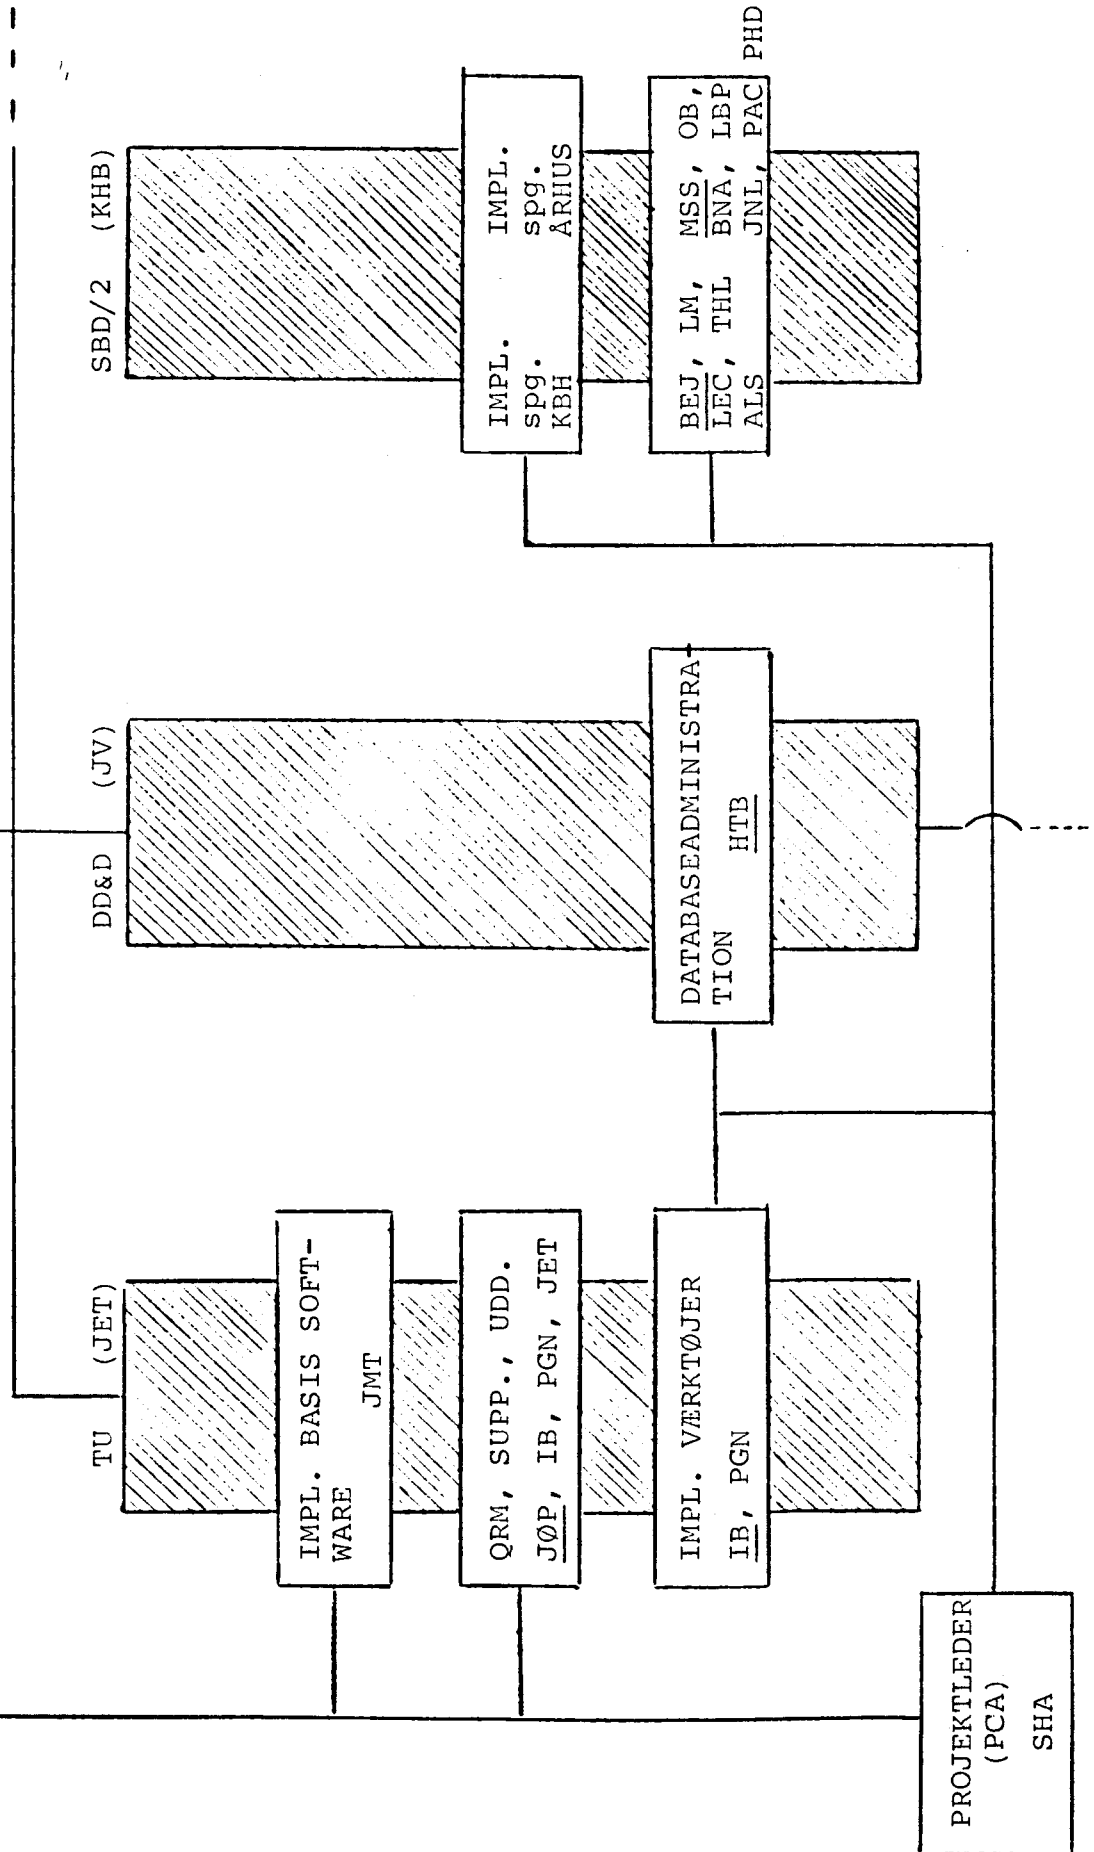 TU (JET)
IMPL. BASIS SOFT-
WARE
JMT
QRM, SUPP., UDD.
JØP, IB, PGN, JET
IMPL. VÆRKTØJER
IB, PGN
DD&D (JV)
DATABASEADMINISTRA
TION
HTB
SBD/2 (KHB)
IMPL. IMPL.
spg. spg.
KBH ÅRHUS
BEJ, LM, MSS, OB,
LEC, THL BNA, LBP
ALS JNL, PAC
PHD
PROJEKTLEDER
(PCA)
SHA